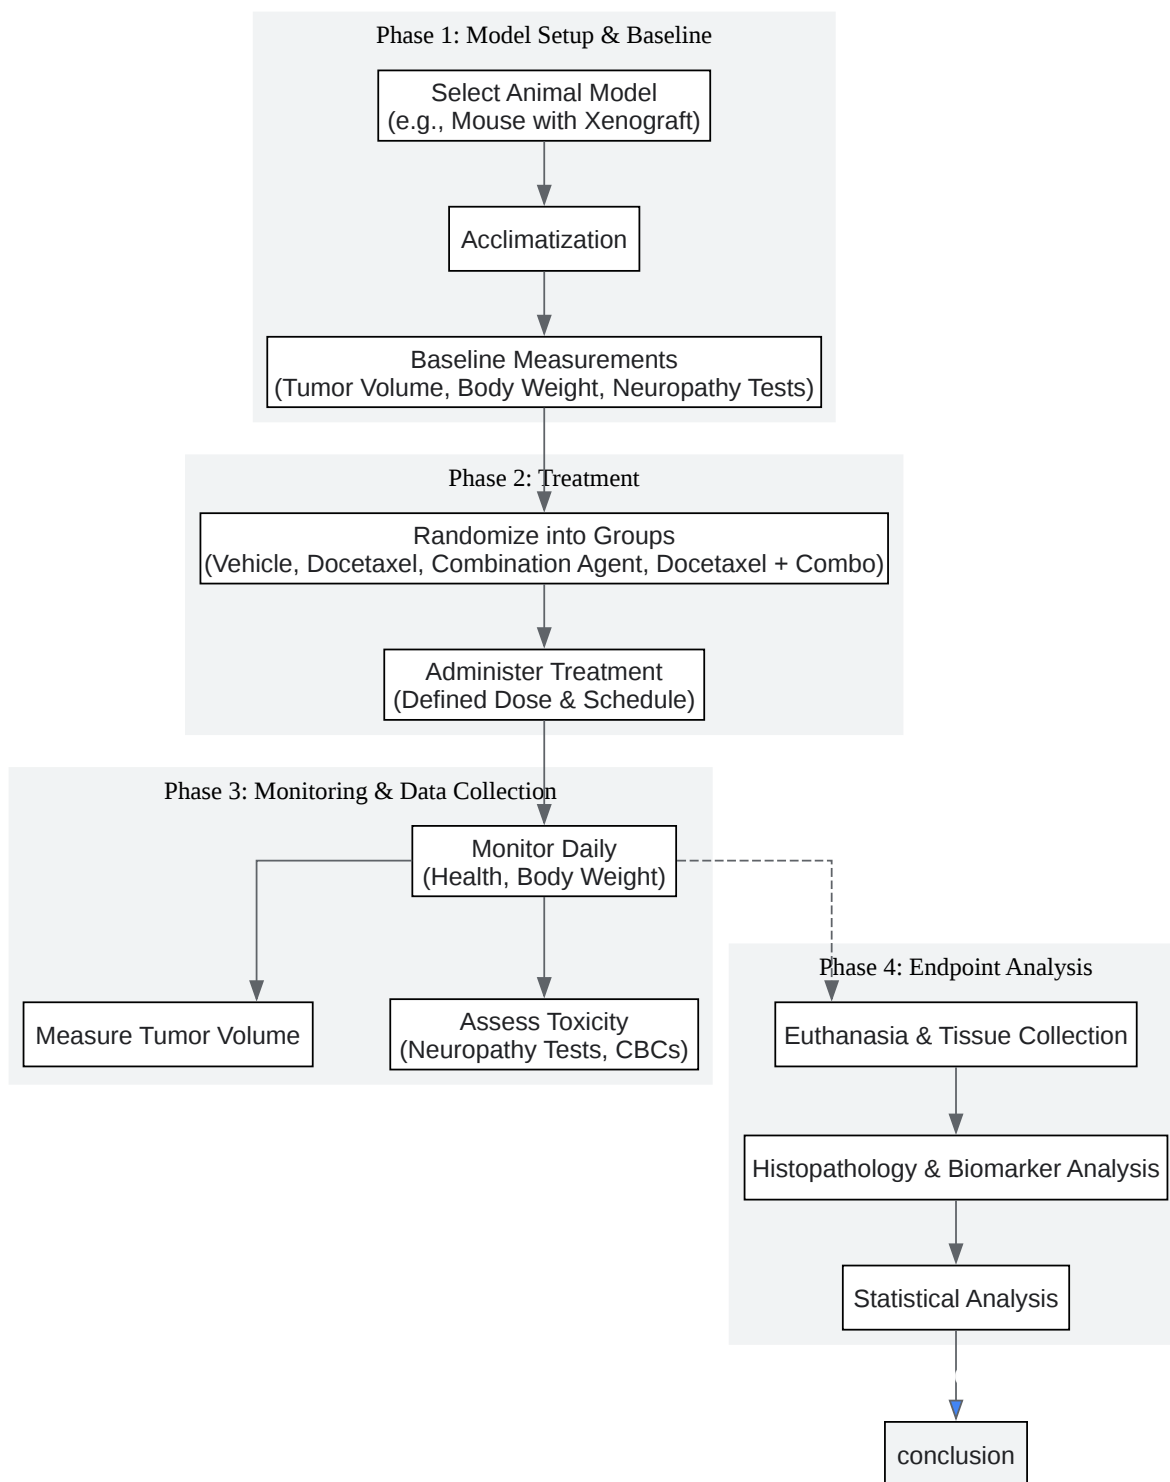 Phase 1: Model Setup & Baseline
Select Animal Model
(e.g., Mouse with Xenograft)
Acclimatization
Baseline Measurements
(Tumor Volume, Body Weight, Neuropathy Tests)
Phase 2: Treatment
Randomize into Groups
(Vehicle, Docetaxel, Combination Agent, Docetaxel + Combo)
Administer Treatment
(Defined Dose & Schedule)
Phase 3: Monitoring & Data Collection
Monitor Daily
(Health, Body Weight)
Measure Tumor Volume
Assess Toxicity
(Neuropathy Tests, CBCs)
Phase 4: Endpoint Analysis
Euthanasia & Tissue Collection
Histopathology & Biomarker Analysis
Statistical Analysis
conclusion